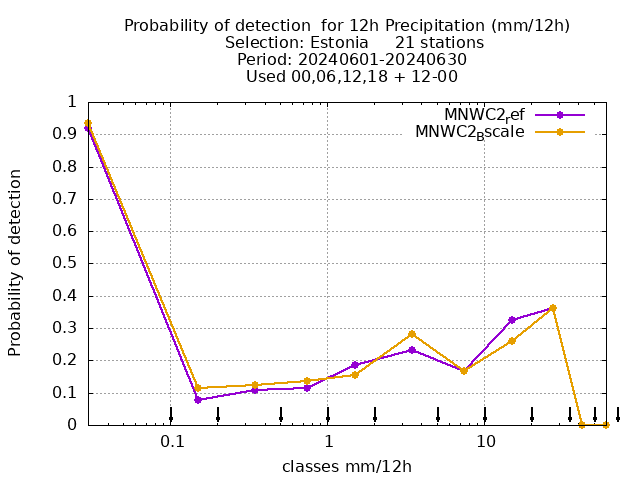 Probability of detection  for 12h Precipitation (mm/12h)
Selection: Estonia     21 stations
Period: 20240601-20240630
Used 00,06,12,18 + 12-00
MNWC2ref
MNWC2Bscale
1
0.9
0.8
0.7
0.6
0.5
0.4
0.3
0.2
0.1
0
Probability of detection
0.1 1 10
classes mm/12h